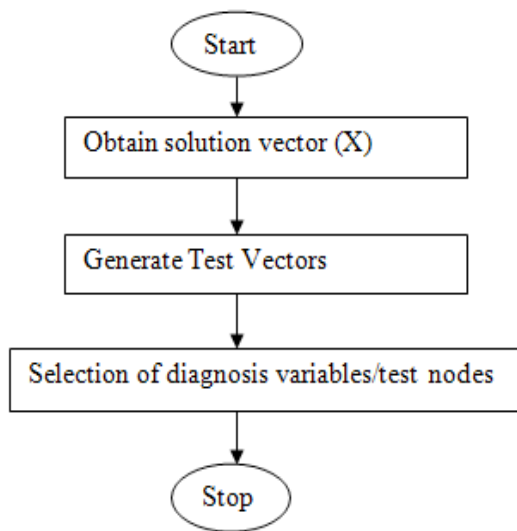 Start
Obtain solution vector (X)
Generate Test Vectors
Selection of diagnosis variables/test nodes
Stop